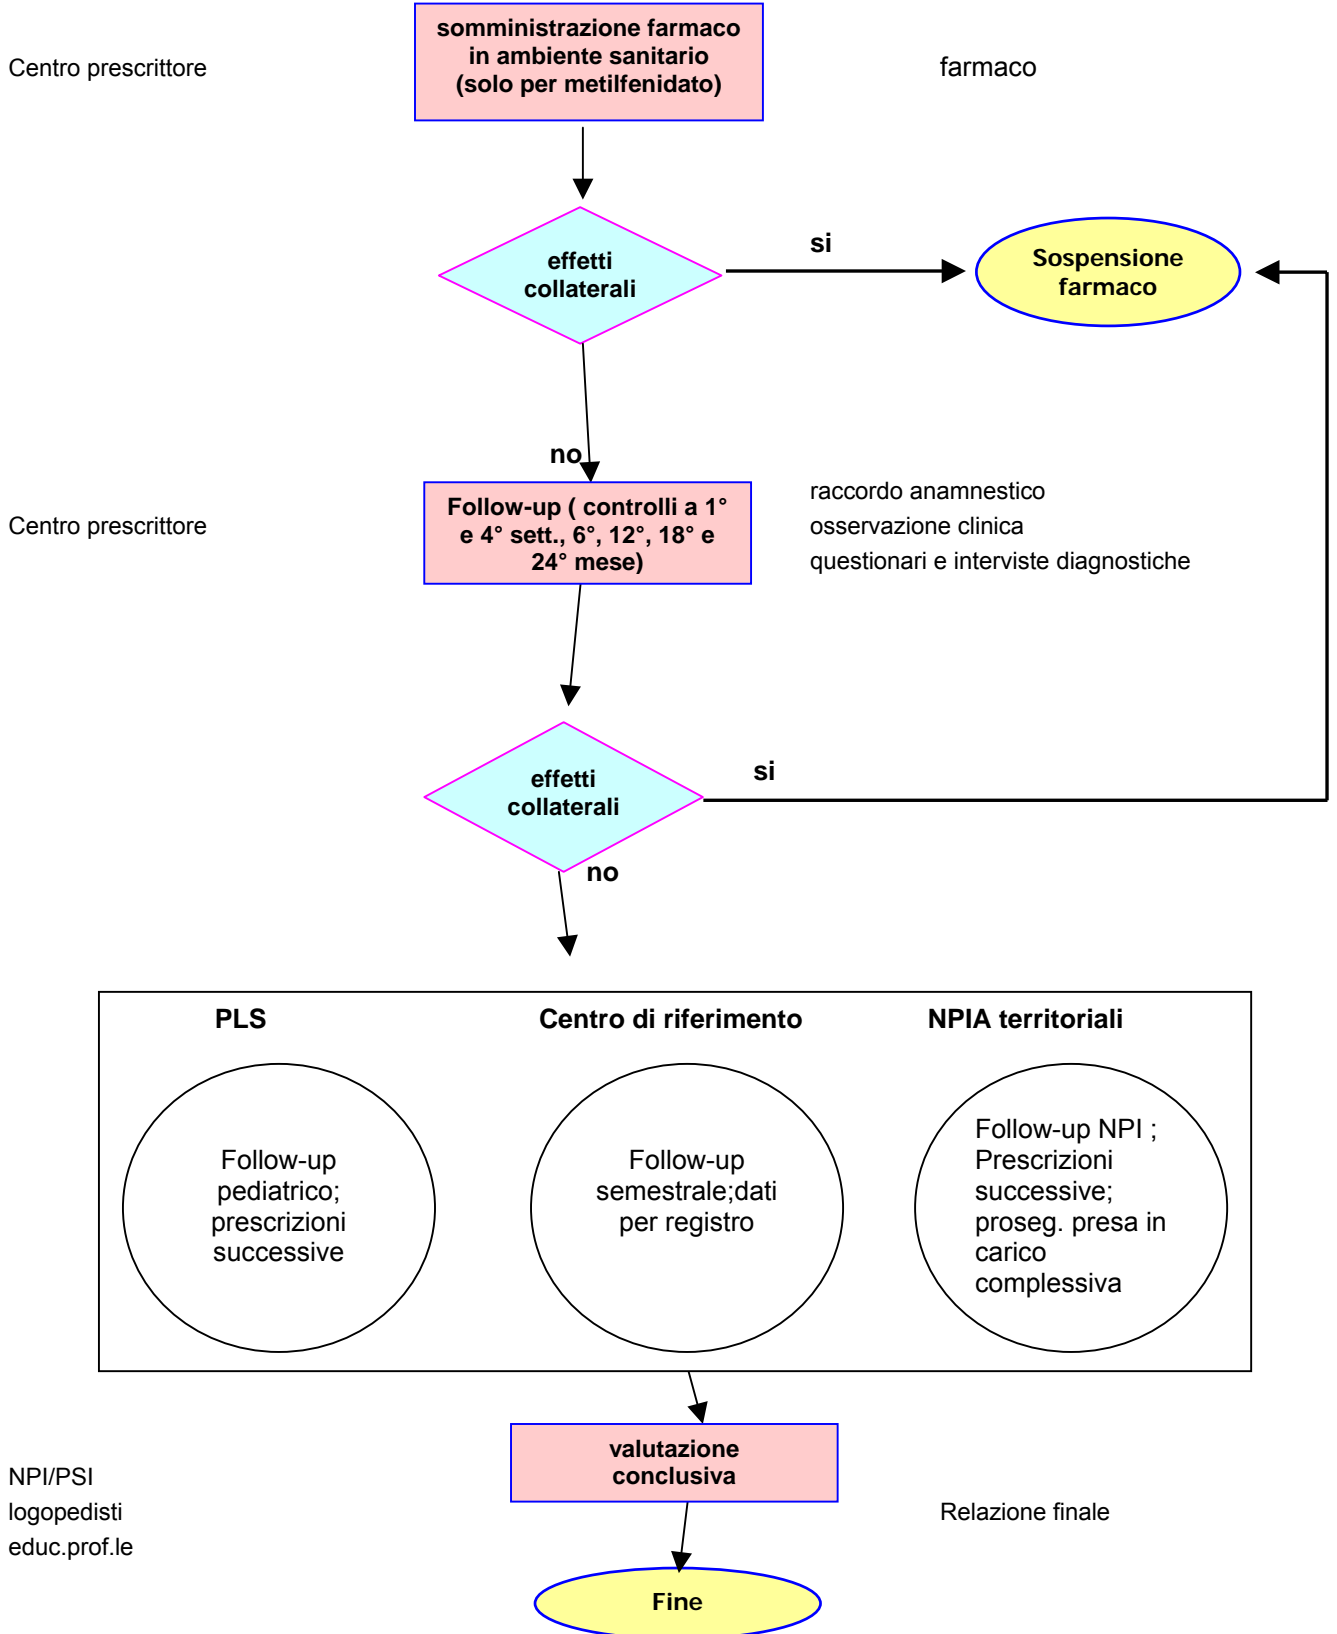 somministrazione farmaco
in ambiente sanitario
(solo per metilfenidato)
Centro prescrittore
farmaco
effetti
collaterali
si
Sospensione
farmaco
no
Centro prescrittore
Follow-up ( controlli a 1°
e 4° sett., 6°, 12°, 18° e
24° mese)
raccordo anamnestico
osservazione clinica
questionari e interviste diagnostiche
effetti
collaterali
si
no
PLS
Centro di riferimento
NPIA territoriali
Follow-up
pediatrico;
prescrizioni
successive
Follow-up
semestrale;dati
per registro
Follow-up NPI ;
Prescrizioni
successive;
proseg. presa in
carico
complessiva
valutazione
conclusiva
NPI/PSI
logopedisti
educ.prof.le
Relazione finale
Fine